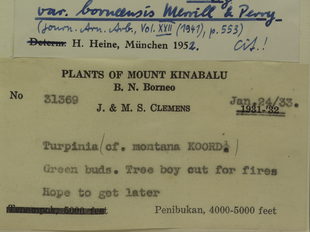 var. borneensis Merrill & Perry
(Journ. Arn. Arb., Vol. XXII (1941), p. 553)
Determ. H. Heine, München 1952. Cit.!
PLANTS OF MOUNT KINABALU
B. N. Borneo
No 31369 Jan. 24/33.
J. & M. S. CLEMENS 1931-32
Turpinia (cf. montana KOORD.)
Green buds. Tree boy cut for fires
Hope to get later
Penibukan, 4000-5000 feet